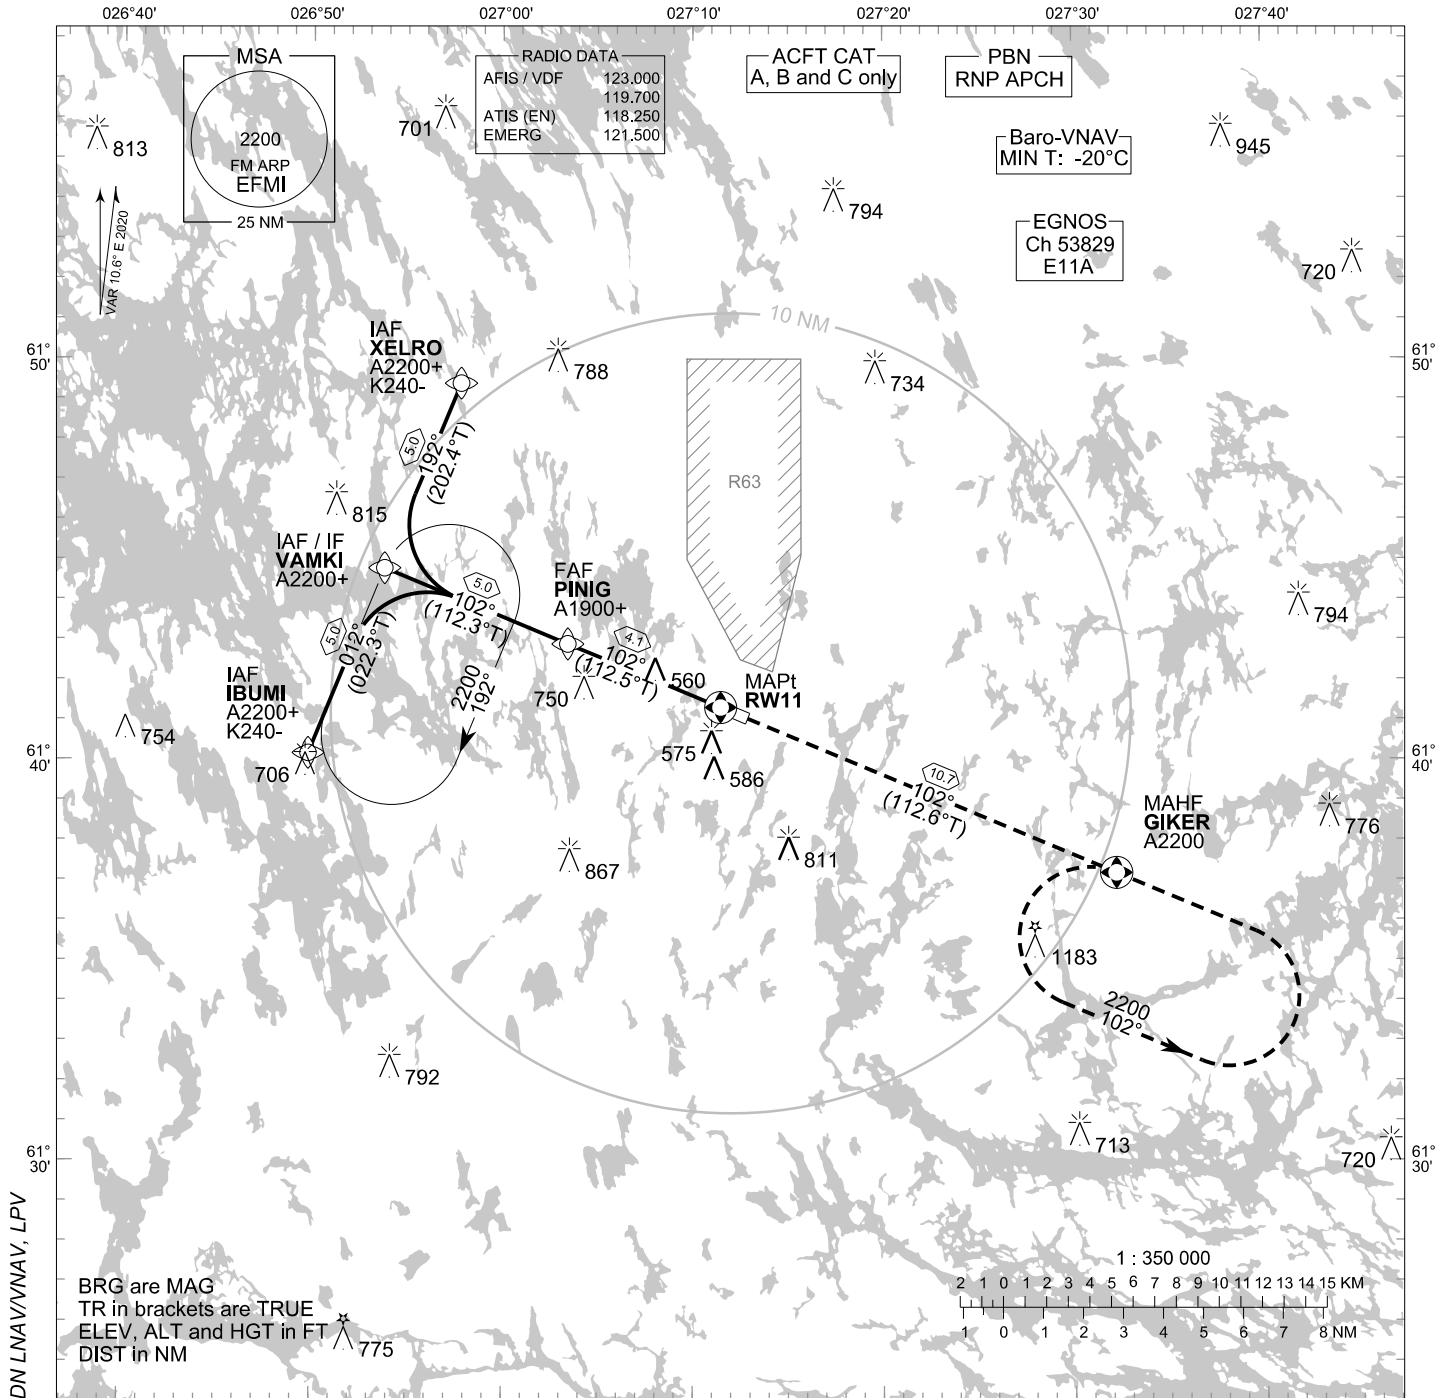 026°40'
026°50'
027°00'
027°10'
027°20'
027°30'
027°40'
MSA
2200
FM ARP
EFMI
25 NM
VAR 10.6° E 2020
RADIO DATA
AFIS / VDF 123.000
119.700
ATIS (EN) 118.250
EMERG 121.500
ACFT CAT
A, B and C only
PBN
RNP APCH
Baro-VNAV
MIN T: -20°C
EGNOS
Ch 53829
E11A
813
701
794
945
720
10 NM
61°
50'
61°
50'
IAF
XELRO
A2200+
K240-
788
734
R63
5.0
192°
(202.4°T)
815
IAF / IF
VAMKI
A2200+
5.0
102°
(112.3°T)
FAF
PINIG
A1900+
4.1
102°
(112.5°T)
794
5.0
012°
(022.3°T)
2200
192°
750
560
MAPt
RW11
IAF
IBUMI
A2200+
K240-
706
754
575
586
61°
40'
61°
40'
10.7
102°
(112.6°T)
MAHF
GIKER
A2200
776
867
811
1183
2200
102°
792
713
720
61°
30'
61°
30'
DN LNAV/VNAV, LPV
BRG are MAG
TR in brackets are TRUE
ELEV, ALT and HGT in FT
DIST in NM
775
1 : 350 000
2 1 0 1 2 3 4 5 6 7 8 9 10 11 12 13 14 15 KM
1 0 1 2 3 4 5 6 7 8 NM